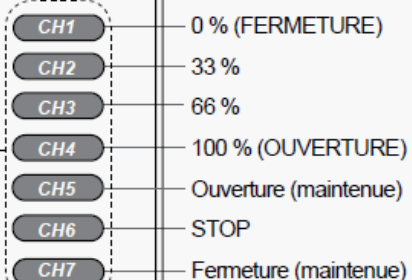 CH1 0 % (FERMETURE)
CH2 33 %
CH3 66 %
CH4 100 % (OUVERTURE)
CH5 Ouverture (maintenue)
CH6 STOP
CH7 Fermeture (maintenue)